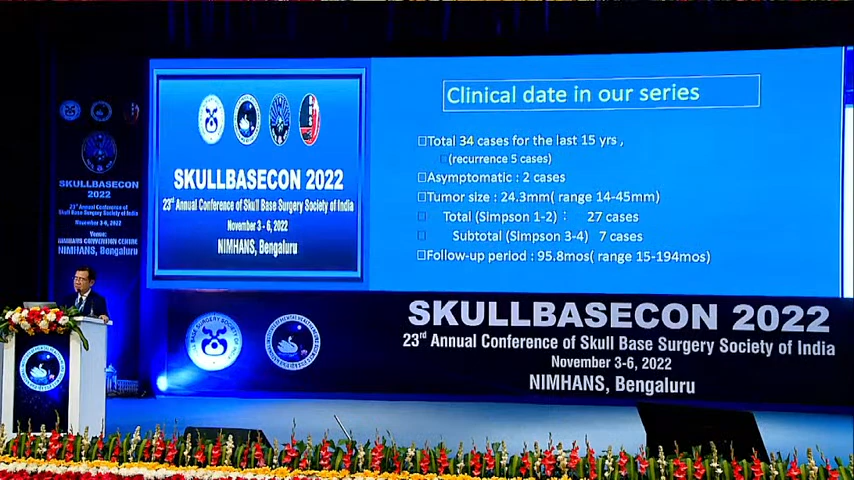 SKULLBASECON
2022
23rd Annual Conference of
Skull Base Surgery Society of India
November 3-6, 2022
Venue:
NIMHANS CONVENTION CENTRE
NIMHANS, Bengaluru
SKULLBASECON 2022
23rd Annual Conference of Skull Base Surgery Society of India
November 3 - 6, 2022
NIMHANS, Bengaluru
Clinical date in our series
Total 34 cases for the last 15 yrs ,
(recurrence 5 cases)
Asymptomatic : 2 cases
Tumor size : 24.3mm( range 14-45mm)
Total (Simpson 1-2) : 27 cases
Subtotal (Simpson 3-4) 7 cases
Follow-up period : 95.8mos( range 15-194mos)
SKULLBASECON 2022
23rd Annual Conference of Skull Base Surgery Society of India
November 3-6, 2022
NIMHANS, Bengaluru